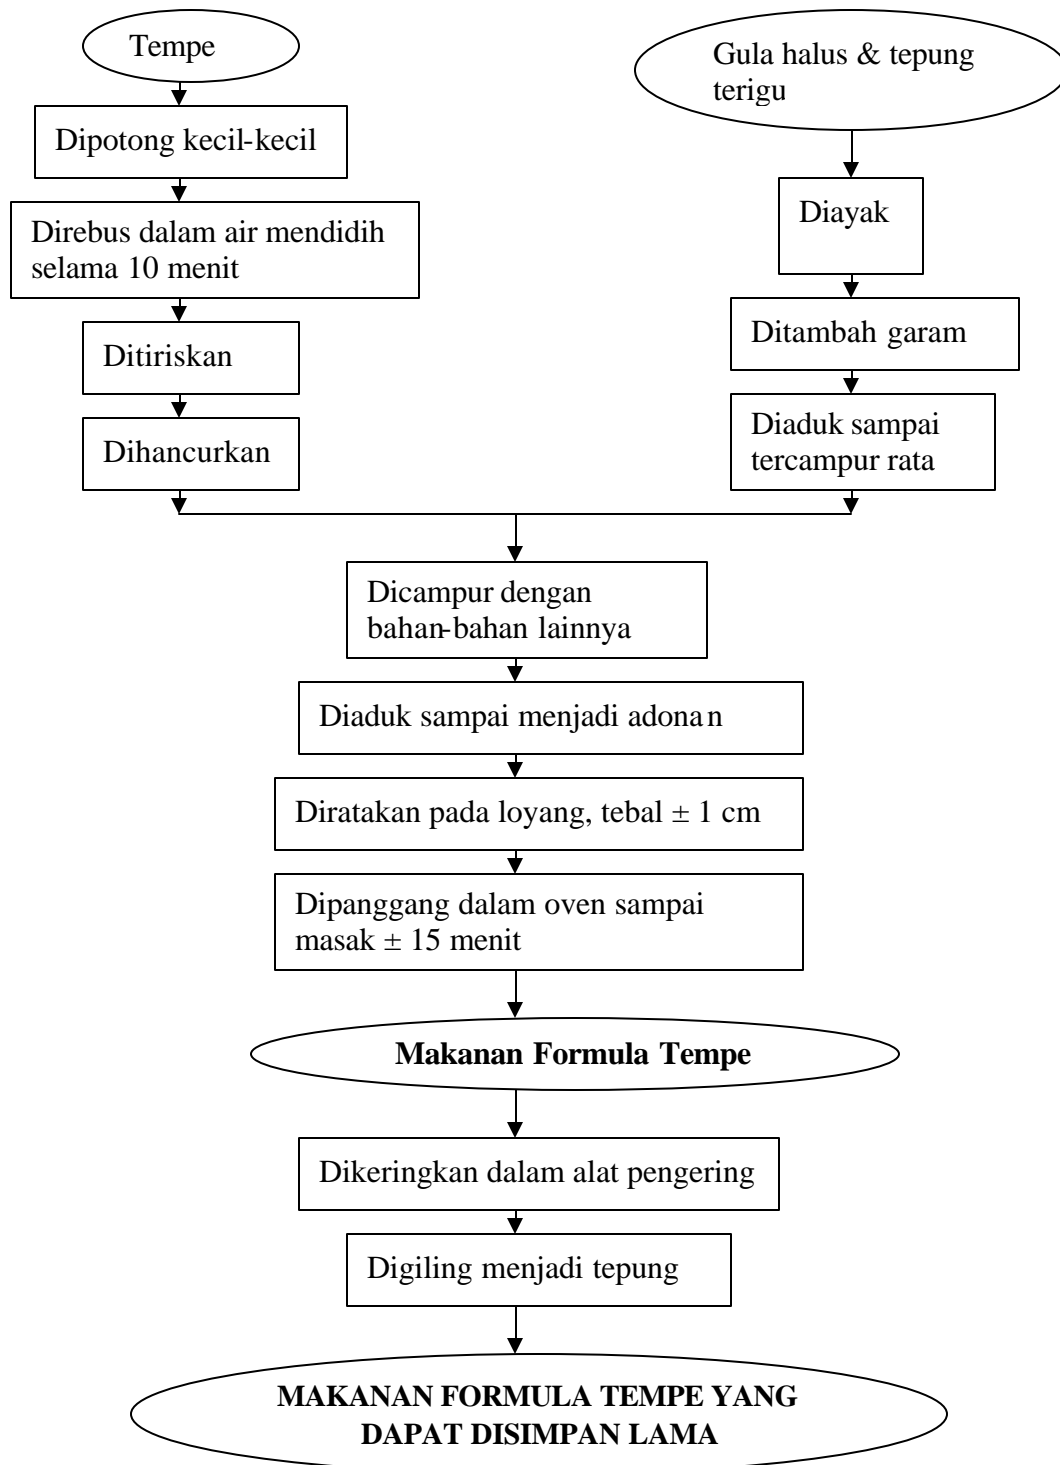 Tempe
Dipotong kecil-kecil
Direbus dalam air mendidih
selama 10 menit
Ditiriskan
Dihancurkan
Gula halus & tepung
terigu
Diayak
Ditambah garam
Diaduk sampai
tercampur rata
Dicampur dengan
bahan-bahan lainnya
Diaduk sampai menjadi adonan
Diratakan pada loyang, tebal ± 1 cm
Dipanggang dalam oven sampai
masak ± 15 menit
Makanan Formula Tempe
Dikeringkan dalam alat pengering
Digiling menjadi tepung
MAKANAN FORMULA TEMPE YANG
DAPAT DISIMPAN LAMA